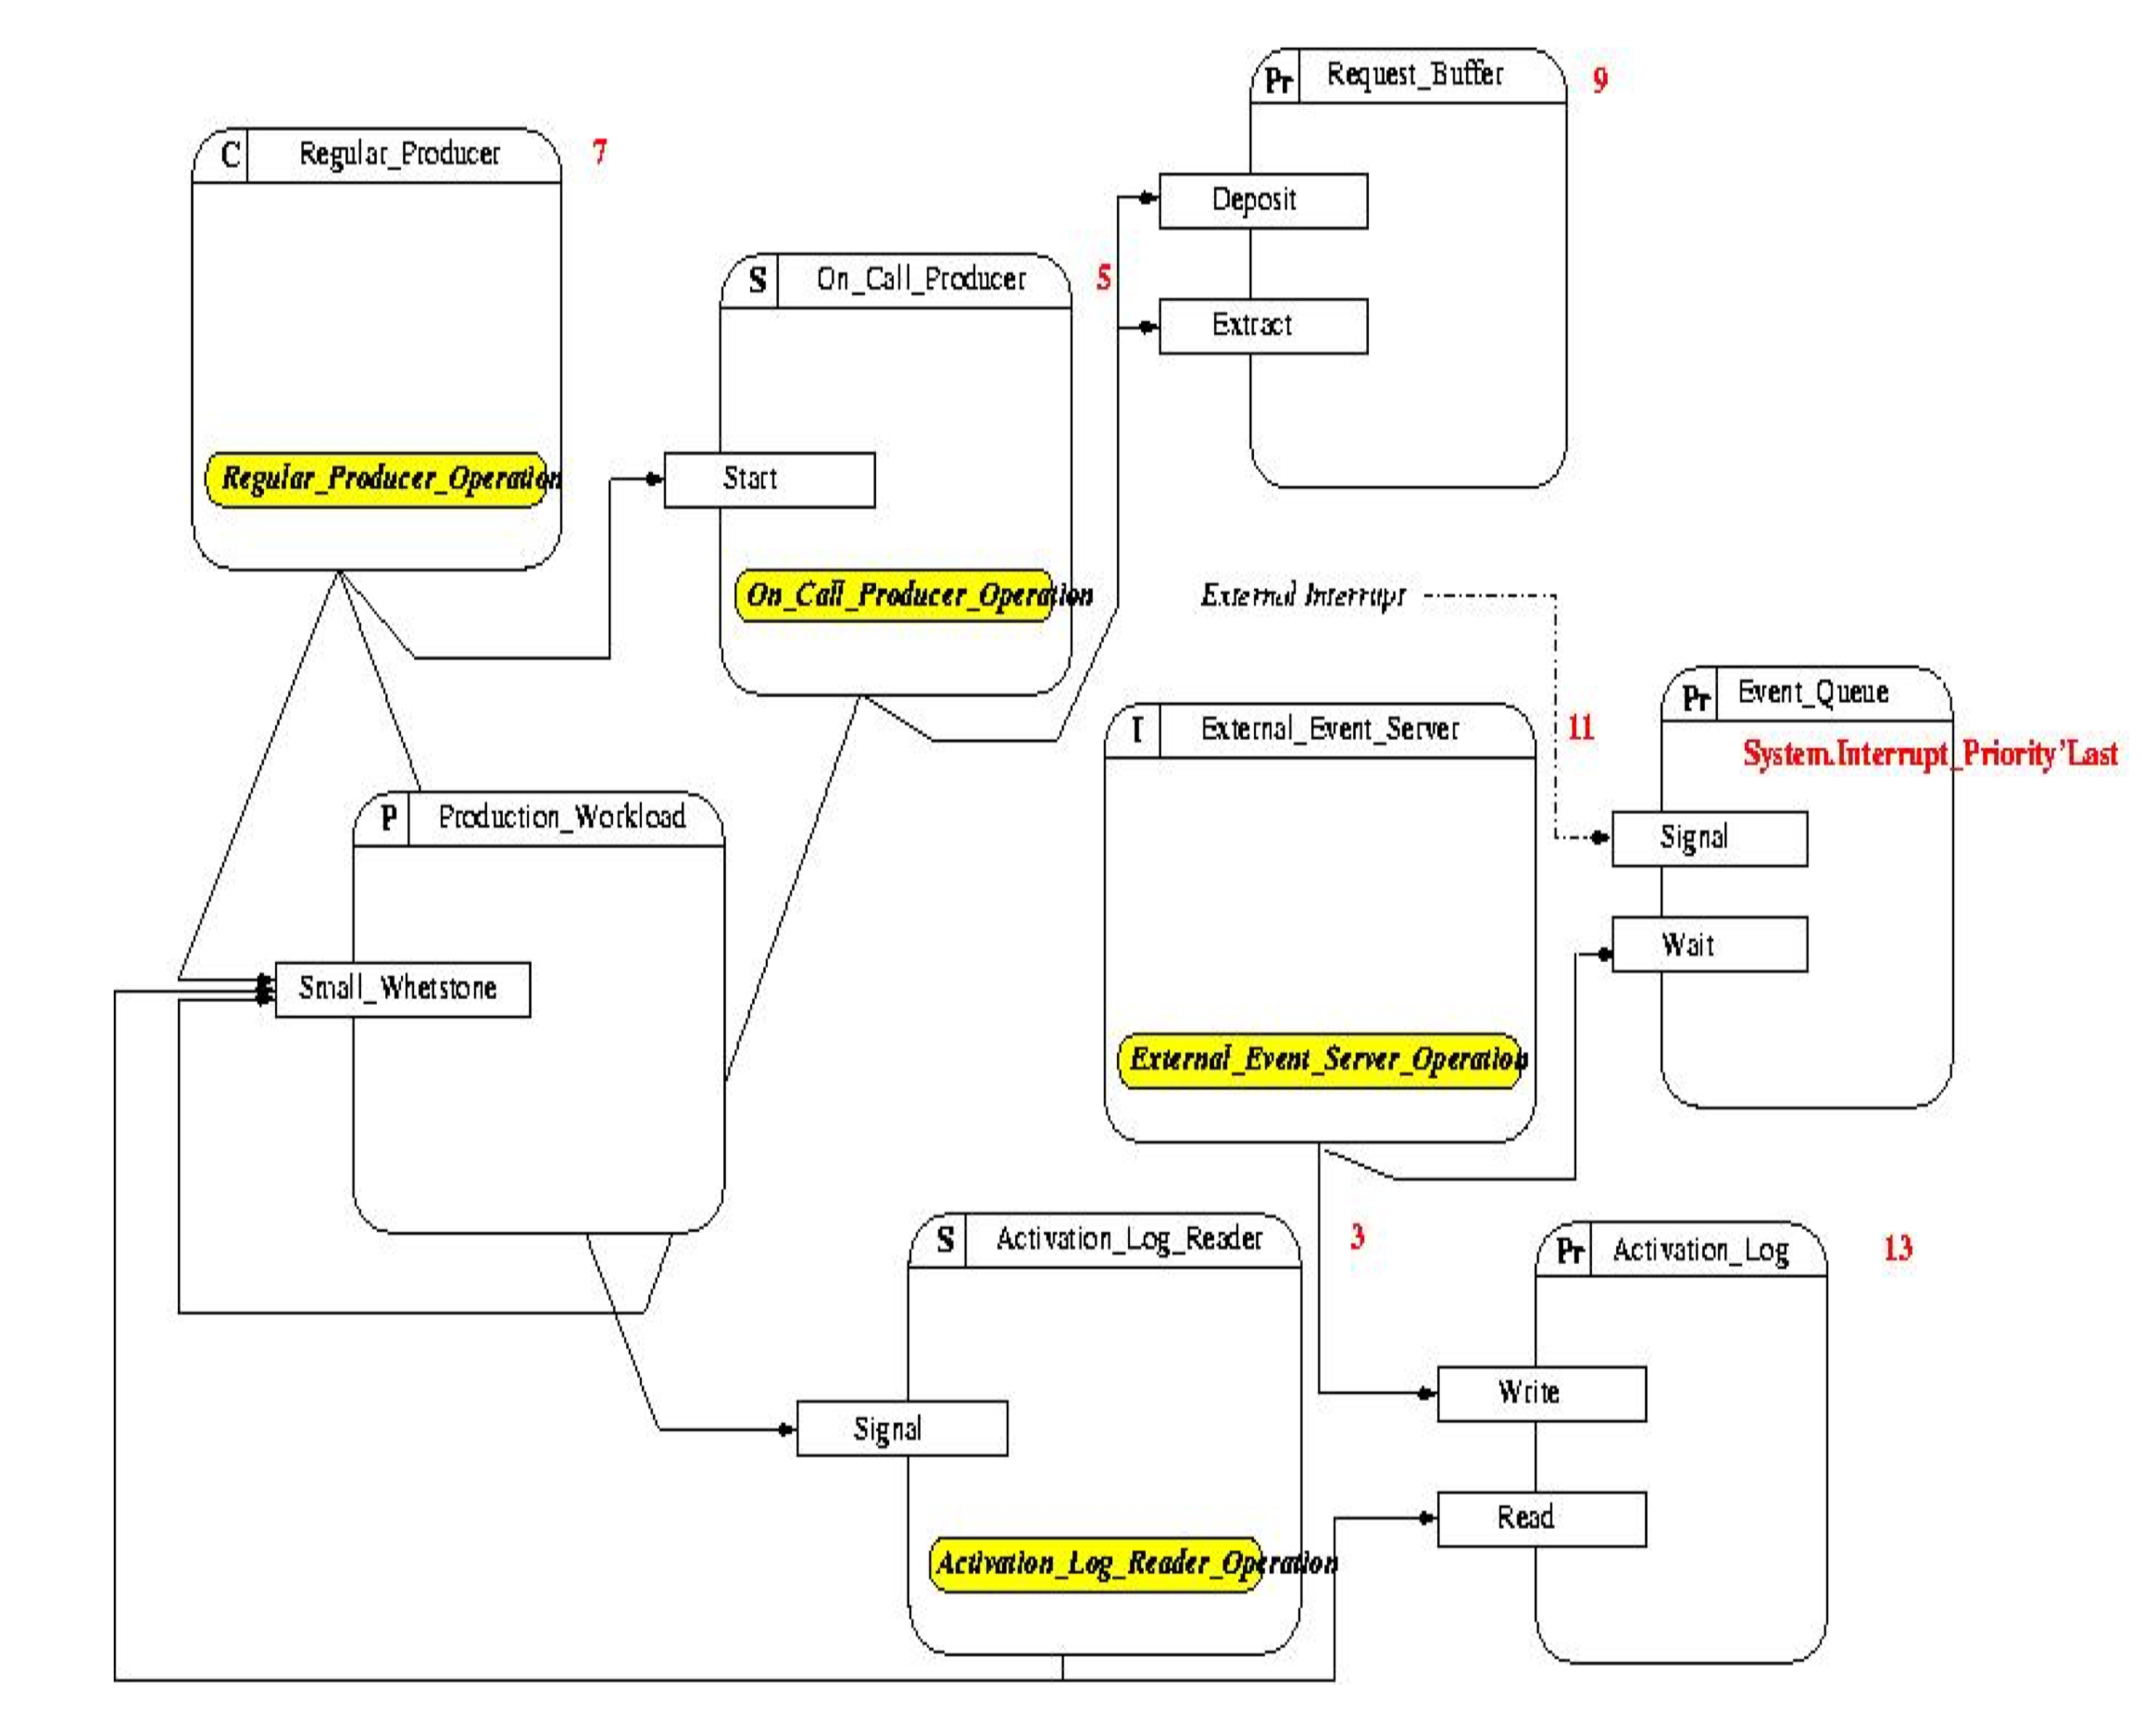 Pr Request_Buffer 9
C Regular_Producer 7
Deposit
S On_Call_Producer 5
Extract
Regular_Producer_Operation
Start
On_Call_Producer_Operation
External Interrupt
Pr Event_Queue
I External_Event_Server 11
System.Interrupt_Priority'Last
P Production_Workload
Signal
Wait
Small_Whetstone
External_Event_Server_Operation
S Activation_Log_Reader 3
Pr Activation_Log 13
Write
Signal
Read
Activation_Log_Reader_Operation